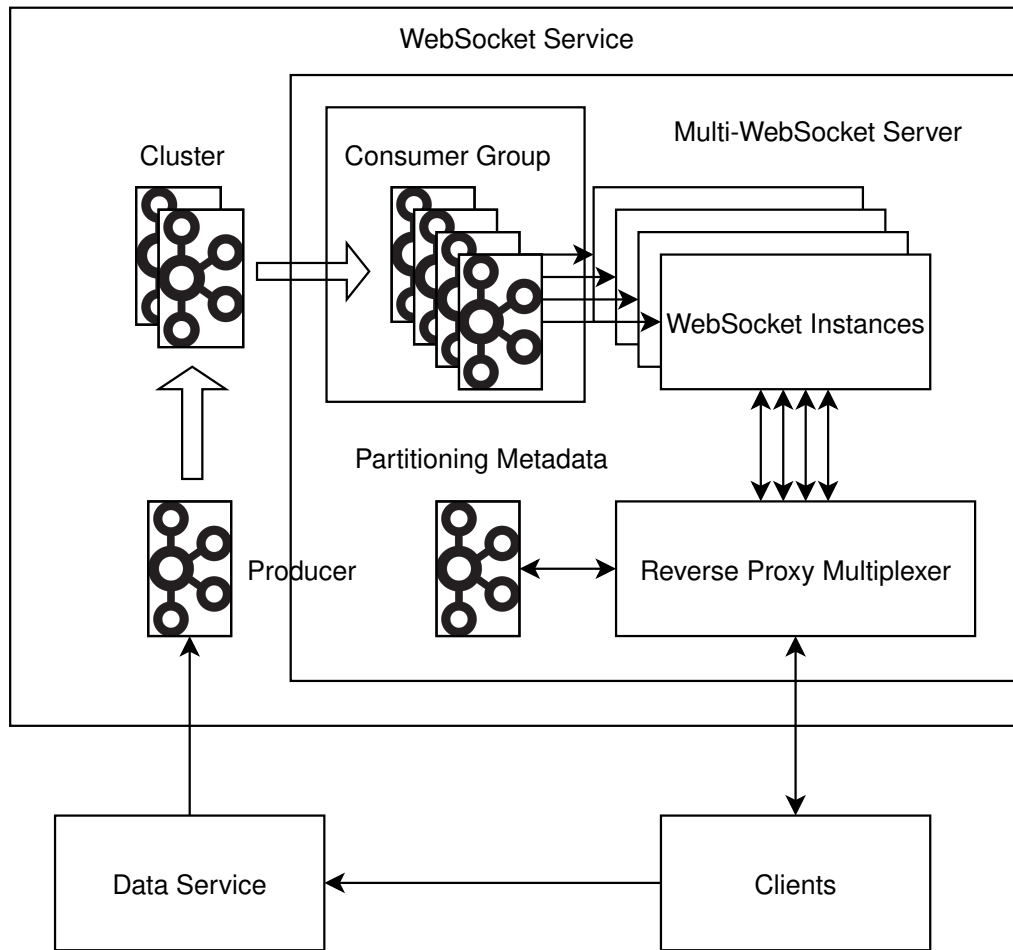 WebSocket Service
Multi-WebSocket Server
Cluster
Consumer Group
WebSocket Instances
Partitioning Metadata
Producer
Reverse Proxy Multiplexer
Data Service
Clients